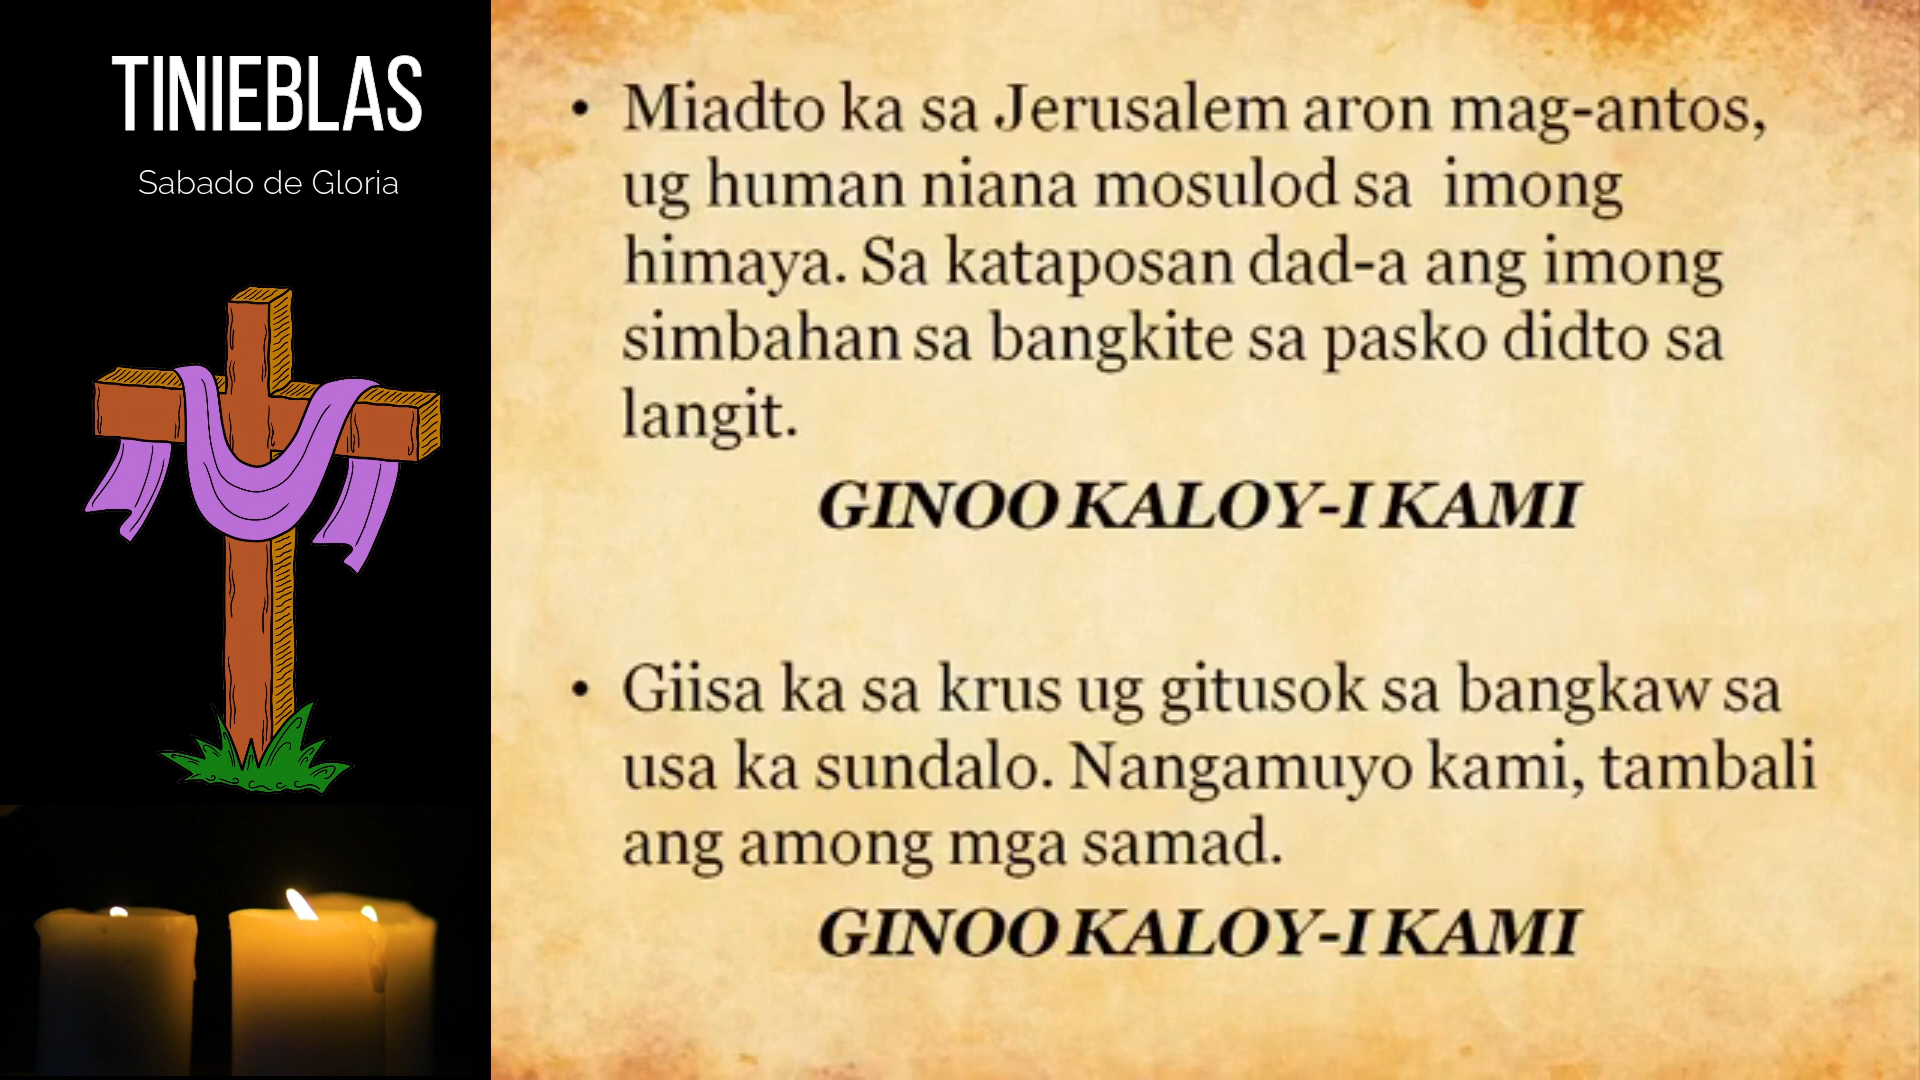 TINIEBLAS
Sabado de Gloria
• Miadto ka sa Jerusalem aron mag-antos,
ug human niana mosulod sa imong
himaya. Sa kataposan dad-a ang imong
simbahan sa bangkite sa pasko didto sa
langit.
GINOO KALOY-I KAMI
• Giisa ka sa krus ug gitusok sa bangkaw sa
usa ka sundalo. Nangamuyo kami, tambali
ang among mga samad.
GINOO KALOY-I KAMI